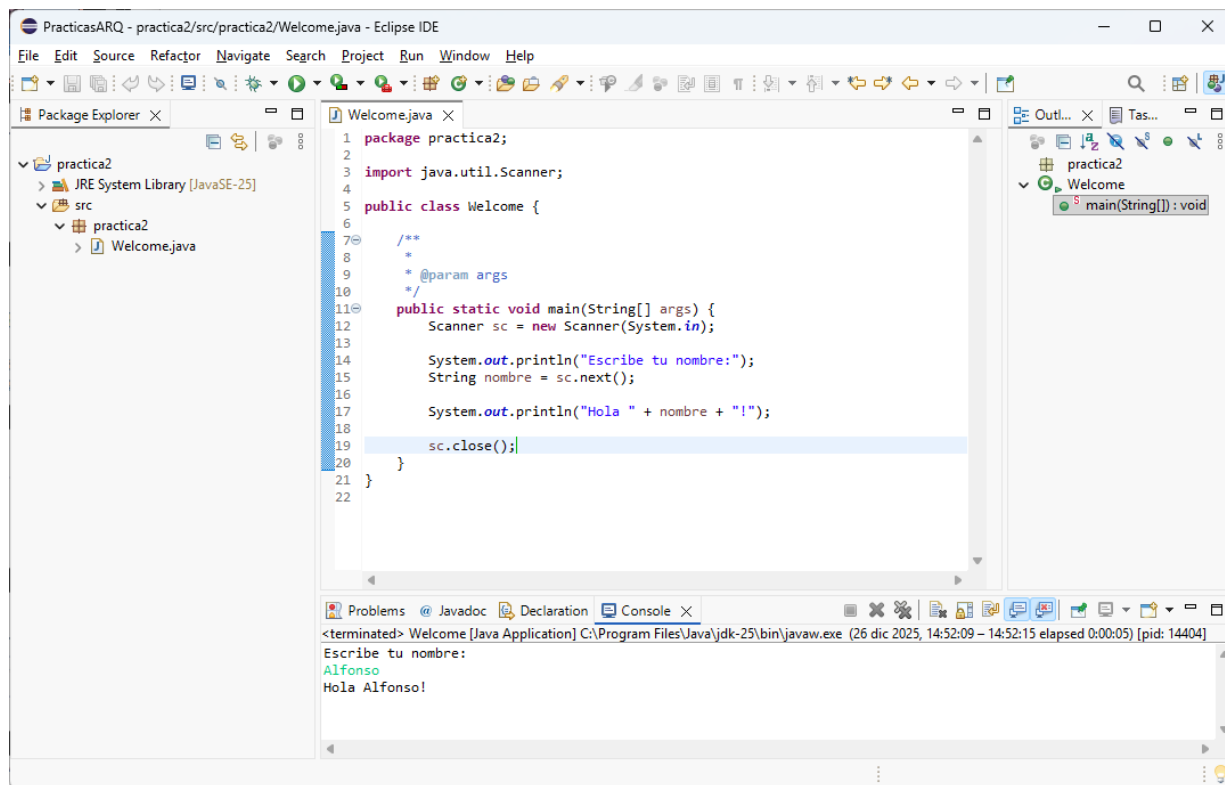 PracticasARQ - practica2/src/practica2/Welcome.java - Eclipse IDE
File Edit Source Refactor Navigate Search Project Run Window Help
Package Explorer
practica2
JRE System Library [JavaSE-25]
src
practica2
Welcome.java
Welcome.java
1 package practica2;
2
3 import java.util.Scanner;
4
5 public class Welcome {
6
7 /**
8 *
9 * @param args
10 */
11 public static void main(String[] args) {
12 Scanner sc = new Scanner(System.in);
13
14 System.out.println("Escribe tu nombre:");
15 String nombre = sc.next();
16
17 System.out.println("Hola " + nombre + "!");
18
19 sc.close();
20 }
21 }
22
Outl... Tas...
practica2
Welcome
main(String[]) : void
Problems Javadoc Declaration Console
<terminated> Welcome [Java Application] C:\Program Files\Java\jdk-25\bin\javaw.exe (26 dic 2025, 14:52:09 – 14:52:15 elapsed 0:00:05) [pid: 14404]
Escribe tu nombre:
Alfonso
Hola Alfonso!